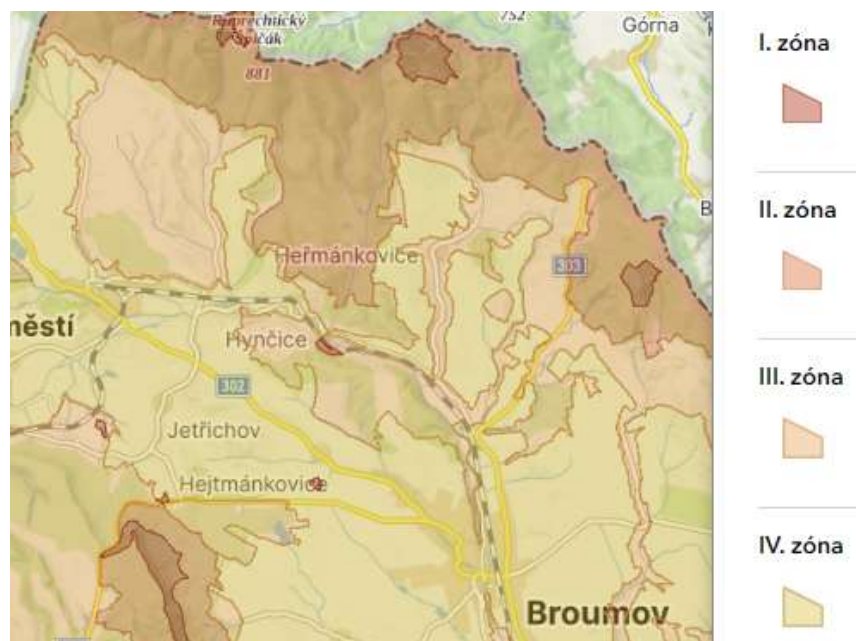 Ruprechtický
Špičák
881
752
Górna
303
Heřmánkovice
městí
Hynčice
302
Jetřichov
Hejtmánkovice
Broumov
I. zóna
II. zóna
III. zóna
IV. zóna